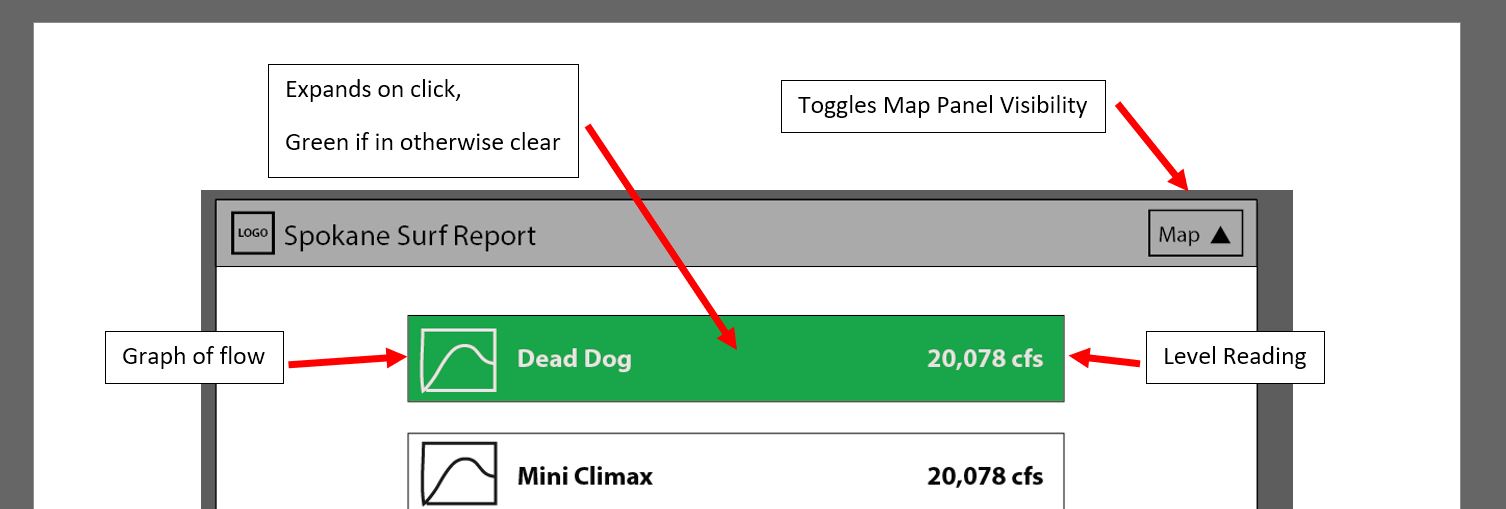 Expands on click,
Green if in otherwise clear
Toggles Map Panel Visibility
LOGO
Spokane Surf Report
Map
Graph of flow
Dead Dog
20,078 cfs
Level Reading
Mini Climax
20,078 cfs